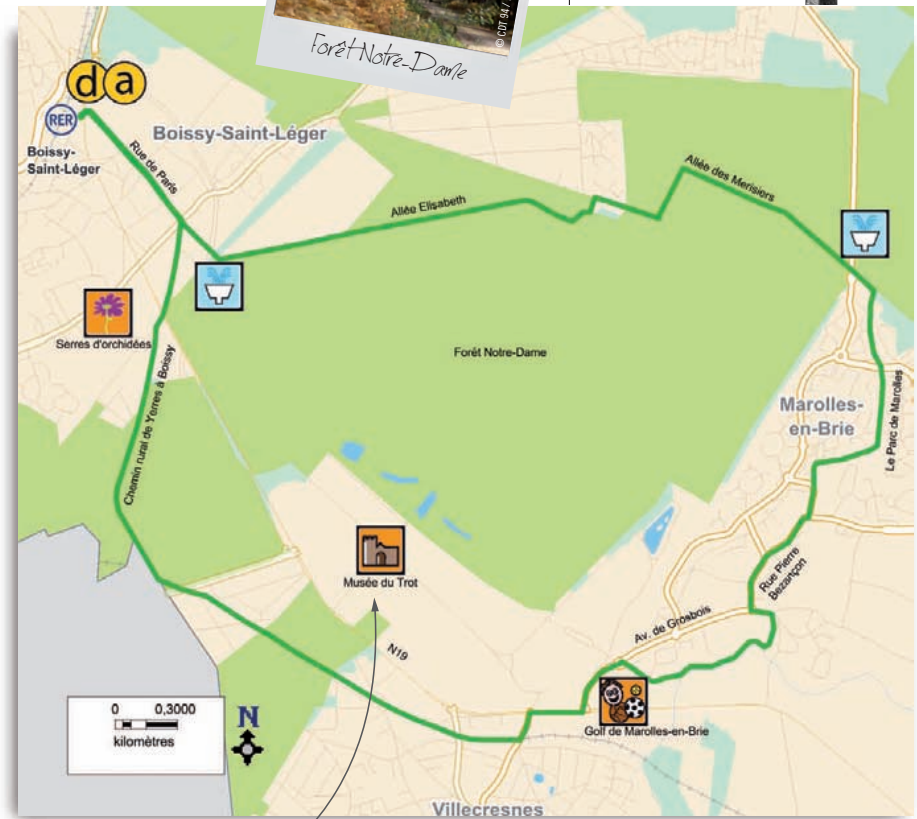 © CDT 94 /
Forêt Notre-Dame
d a
RER
Boissy-
Saint-Léger
Boissy-Saint-Léger
Rue de Paris
Allée Elisabeth
Allée des Merisiers
Serres d'orchidées
Chemin rural de Yerres à Boissy
Forêt Notre-Dame
Marolles-
en-Brie
Le Parc de Marolles
Musée du Trot
Rue Pierre
Bezançon
Av. de Grosbois
N19
Golf de Marolles-en-Brie
0 0,3000
kilomètres
N
Villecresnes